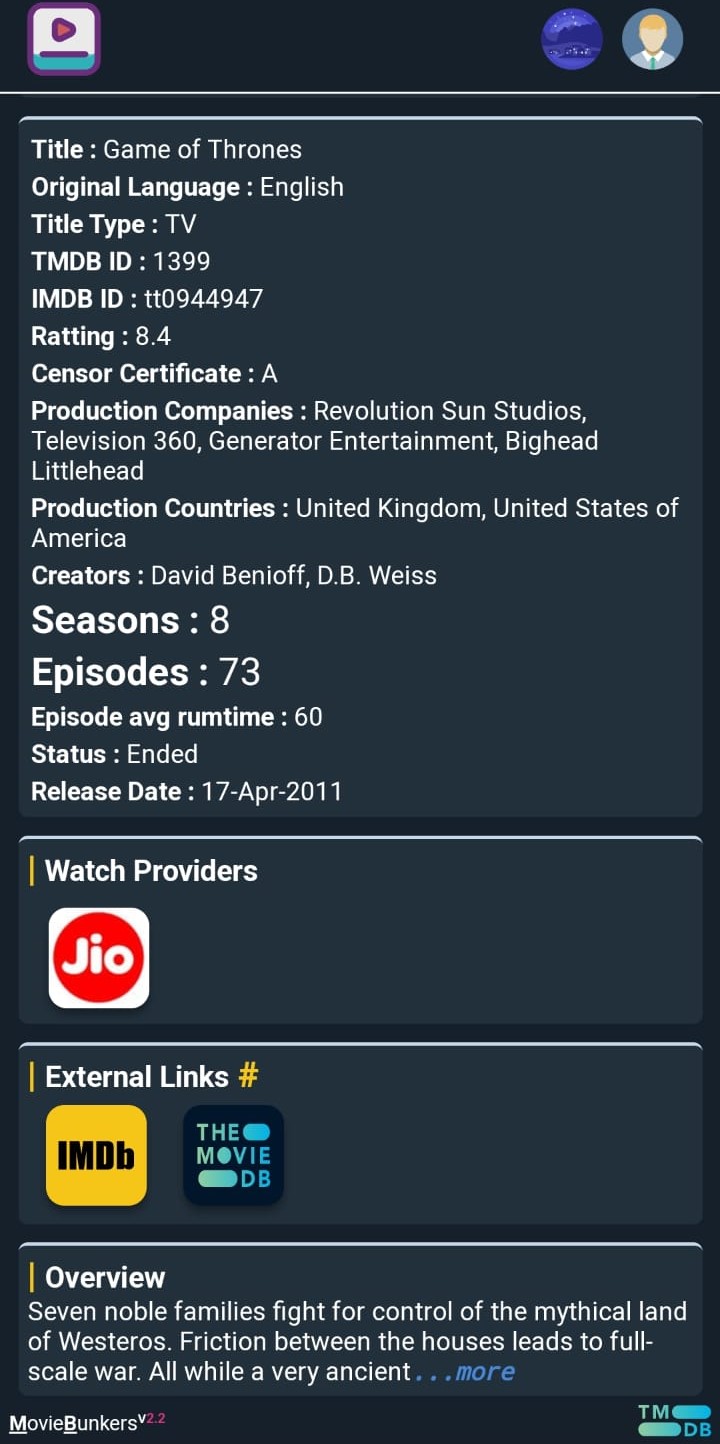 Title : Game of Thrones
Original Language : English
Title Type : TV
TMDB ID : 1399
IMDB ID : tt0944947
Ratting : 8.4
Censor Certificate : A
Production Companies : Revolution Sun Studios,
Television 360, Generator Entertainment, Bighead
Littlehead
Production Countries : United Kingdom, United States of
America
Creators : David Benioff, D.B. Weiss
Seasons : 8
Episodes : 73
Episode avg rumtime : 60
Status : Ended
Release Date : 17-Apr-2011
Watch Providers
Jio
External Links #
IMDb
THE
MOVIE
DB
Overview
Seven noble families fight for control of the mythical land
of Westeros. Friction between the houses leads to full-
scale war. All while a very ancient...more
MovieBunkersV2.2
TM
DB